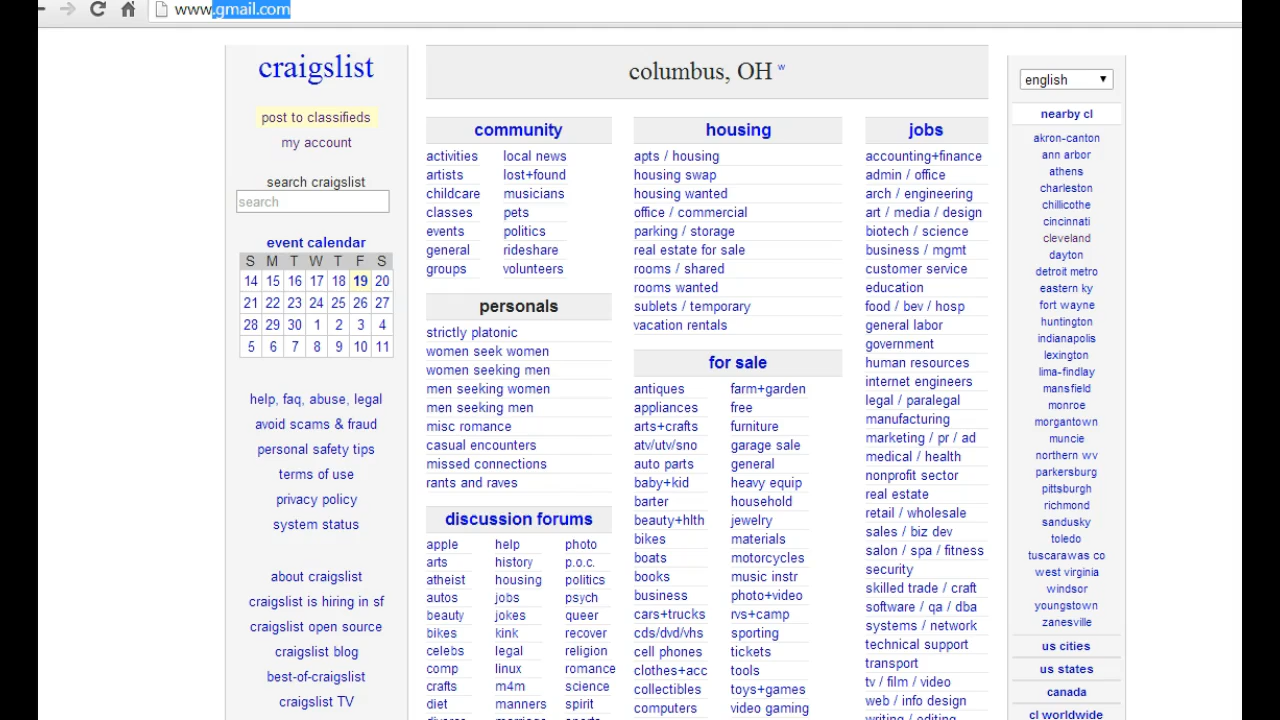 www.gmail.com
craigslist
post to classifieds
my account
search craigslist
search
event calendar
S M T W T F S
14 15 16 17 18 19 20
21 22 23 24 25 26 27
28 29 30 1 2 3 4
5 6 7 8 9 10 11
help, faq, abuse, legal
avoid scams & fraud
personal safety tips
terms of use
privacy policy
system status
about craigslist
craigslist is hiring in sf
craigslist open source
craigslist blog
best-of-craigslist
craigslist TV
columbus, OH w
community
activities local news
artists lost+found
childcare musicians
classes pets
events politics
general rideshare
groups volunteers
personals
strictly platonic
women seek women
women seeking men
men seeking women
men seeking men
misc romance
casual encounters
missed connections
rants and raves
discussion forums
apple help photo
arts history p.o.c.
atheist housing politics
autos jobs psych
beauty jokes queer
bikes kink recover
celebs legal religion
comp linux romance
crafts m4m science
diet manners spirit
housing
apts / housing
housing swap
housing wanted
office / commercial
parking / storage
real estate for sale
rooms / shared
rooms wanted
sublets / temporary
vacation rentals
for sale
antiques farm+garden
appliances free
arts+crafts furniture
atv/utv/sno garage sale
auto parts general
baby+kid heavy equip
barter household
beauty+hlth jewelry
bikes materials
boats motorcycles
books music instr
business photo+video
cars+trucks rvs+camp
cds/dvd/vhs sporting
cell phones tickets
clothes+acc tools
collectibles toys+games
computers video gaming
jobs
accounting+finance
admin / office
arch / engineering
art / media / design
biotech / science
business / mgmt
customer service
education
food / bev / hosp
general labor
government
human resources
internet engineers
legal / paralegal
manufacturing
marketing / pr / ad
medical / health
nonprofit sector
real estate
retail / wholesale
sales / biz dev
salon / spa / fitness
security
skilled trade / craft
software / qa / dba
systems / network
technical support
transport
tv / film / video
web / info design
writing / editing
english
nearby cl
akron-canton
ann arbor
athens
charleston
chillicothe
cincinnati
cleveland
dayton
detroit metro
eastern ky
fort wayne
huntington
indianapolis
lexington
lima-findlay
mansfield
monroe
morgantown
muncie
northern wv
parkersburg
pittsburgh
richmond
sandusky
toledo
tuscarawas co
west virginia
windsor
youngstown
zanesville
us cities
us states
canada
cl worldwide